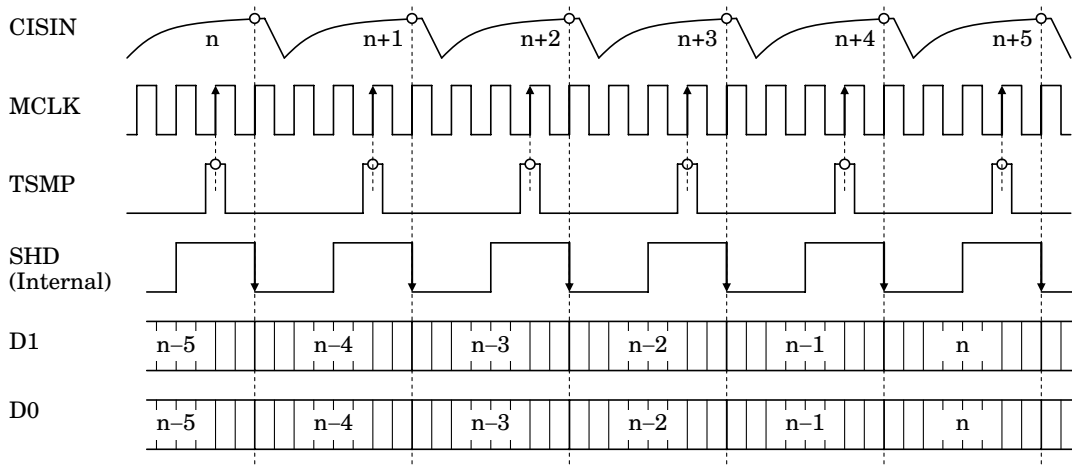 CISIN
n n+1 n+2 n+3 n+4 n+5
MCLK
TSMP
SHD
(Internal)
D1
n–5 n–4 n–3 n–2 n–1 n
D0
n–5 n–4 n–3 n–2 n–1 n